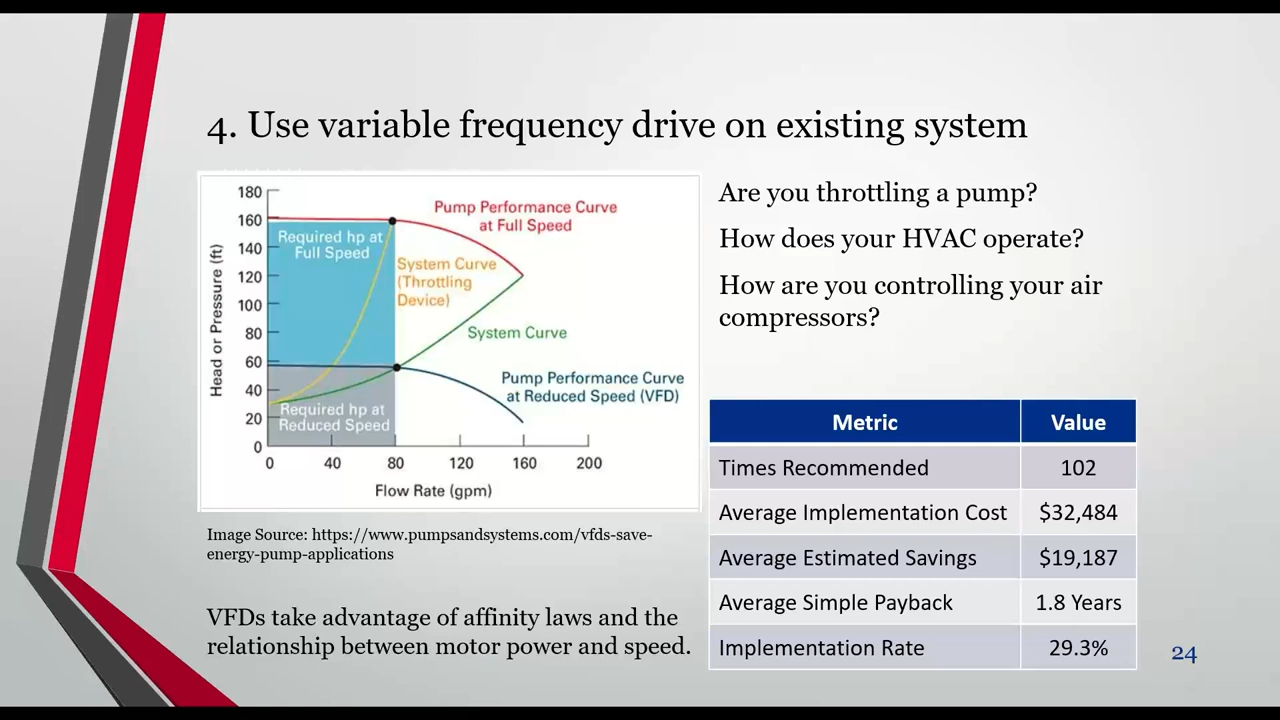 4. Use variable frequency drive on existing system
180
160
140
120
100
80
60
40
20
0
0
40
80
120
160
200
Head or Pressure (ft)
Flow Rate (gpm)
Pump Performance Curve
at Full Speed
Required hp at
Full Speed
System Curve
(Throttling
Device)
System Curve
Pump Performance Curve
at Reduced Speed (VFD)
Required hp at
Reduced Speed
Image Source: https://www.pumpsandsystems.com/vfds-save-
energy-pump-applications
VFDs take advantage of affinity laws and the
relationship between motor power and speed.
Are you throttling a pump?
How does your HVAC operate?
How are you controlling your air
compressors?
Metric Value
Times Recommended 102
Average Implementation Cost $32,484
Average Estimated Savings $19,187
Average Simple Payback 1.8 Years
Implementation Rate 29.3%
24